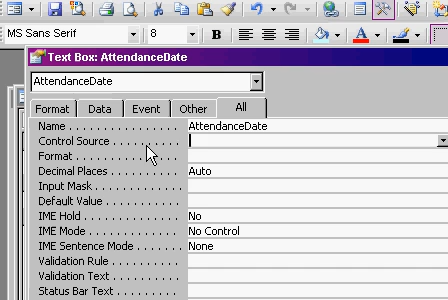 MS Sans Serif 8 B I U A
Text Box: AttendanceDate
AttendanceDate
Format Data Event Other All
Name . . . . . . . . . . . . . . . . . AttendanceDate
Control Source . . . . . . . . . .
Format . . . . . . . . . . . . . . . .
Decimal Places . . . . . . . . . . Auto
Input Mask . . . . . . . . . . . . .
Default Value . . . . . . . . . . .
IME Hold . . . . . . . . . . . . . . No
IME Mode . . . . . . . . . . . . . No Control
IME Sentence Mode . . . . . . . None
Validation Rule . . . . . . . . . .
Validation Text . . . . . . . . . .
Status Bar Text . . . . . . . . .